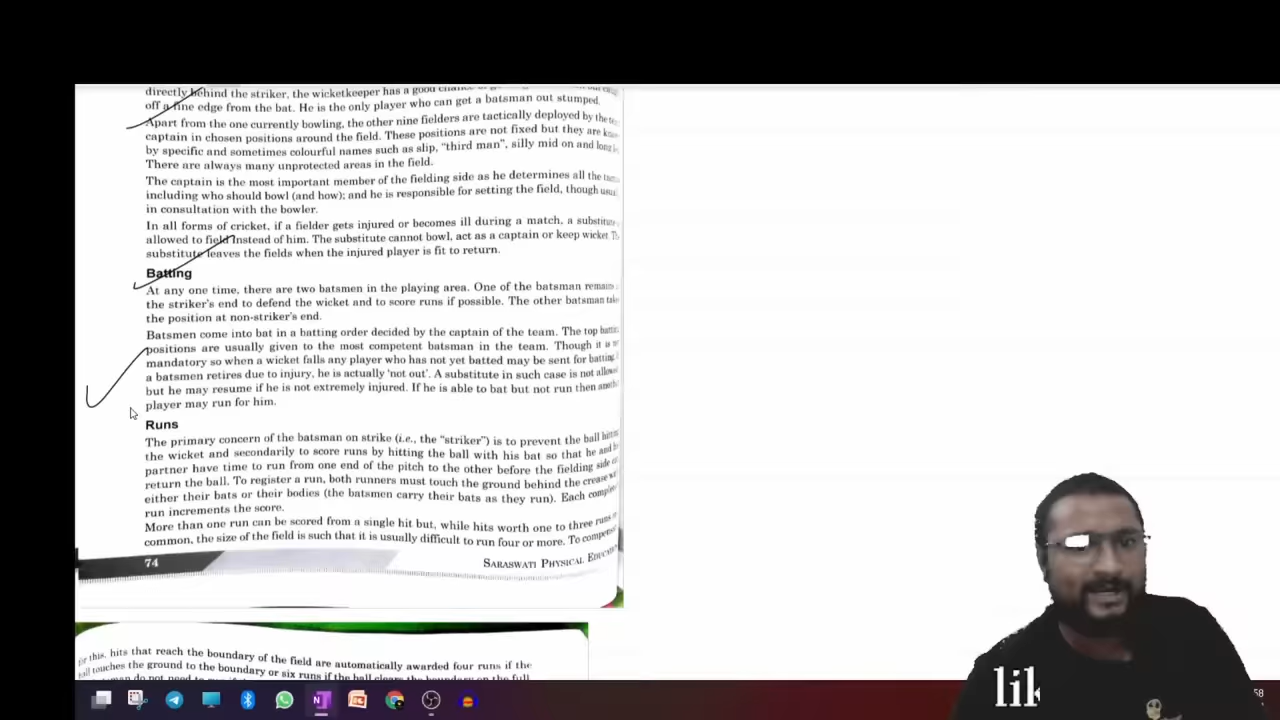 directly behind the striker, the wicketkeeper has a good
off a fine edge from the bat. He is the only player who can get a batsman out stumped.
Apart from the one currently bowling, the other nine fielders are tactically deployed by the
captain in chosen positions around the field. These positions are not fixed but they are
by specific and sometimes colourful names such as slip, "third man", silly mid on and long
There are always many unprotected areas in the field.
The captain is the most important member of the fielding side as he determines all the
including who should bowl (and how); and he is responsible for setting the field, though
in consultation with the bowler.
In all forms of cricket, if a fielder gets injured or becomes ill during a match, a substitute
allowed to field instead of him. The substitute cannot bowl, act as a captain or keep wicket.
substitute leaves the fields when the injured player is fit to return.
Batting
At any one time, there are two batsmen in the playing area. One of the batsman remains
the striker's end to defend the wicket and to score runs if possible. The other batsman
the position at non-striker's end.
Batsmen come into bat in a batting order decided by the captain of the team. The top
positions are usually given to the most competent batsman in the team. Though it is
mandatory so when a wicket falls any player who has not yet batted may be sent for batting.
a batsmen retires due to injury, he is actually 'not out'. A substitute in such case is not
but he may resume if he is not extremely injured. If he is able to bat but not run then
player may run for him.
Runs
The primary concern of the batsman on strike (i.e., the "striker") is to prevent the ball
the wicket and secondarily to score runs by hitting the ball with his bat so that he and
partner have time to run from one end of the pitch to the other before the fielding side
return the ball. To register a run, both runners must touch the ground behind the crease
either their bats or their bodies (the batsmen carry their bats as they run). Each
run increments the score.
More than one run can be scored from a single hit but, while hits worth one to three runs
common, the size of the field is such that it is usually difficult to run four or more. To
74
SARASWATI PHYSICAL
for this, hits that reach the boundary of the field are automatically awarded four runs if the
touches the ground to the boundary or six runs if the ball clears the boundary on the full
lik
58